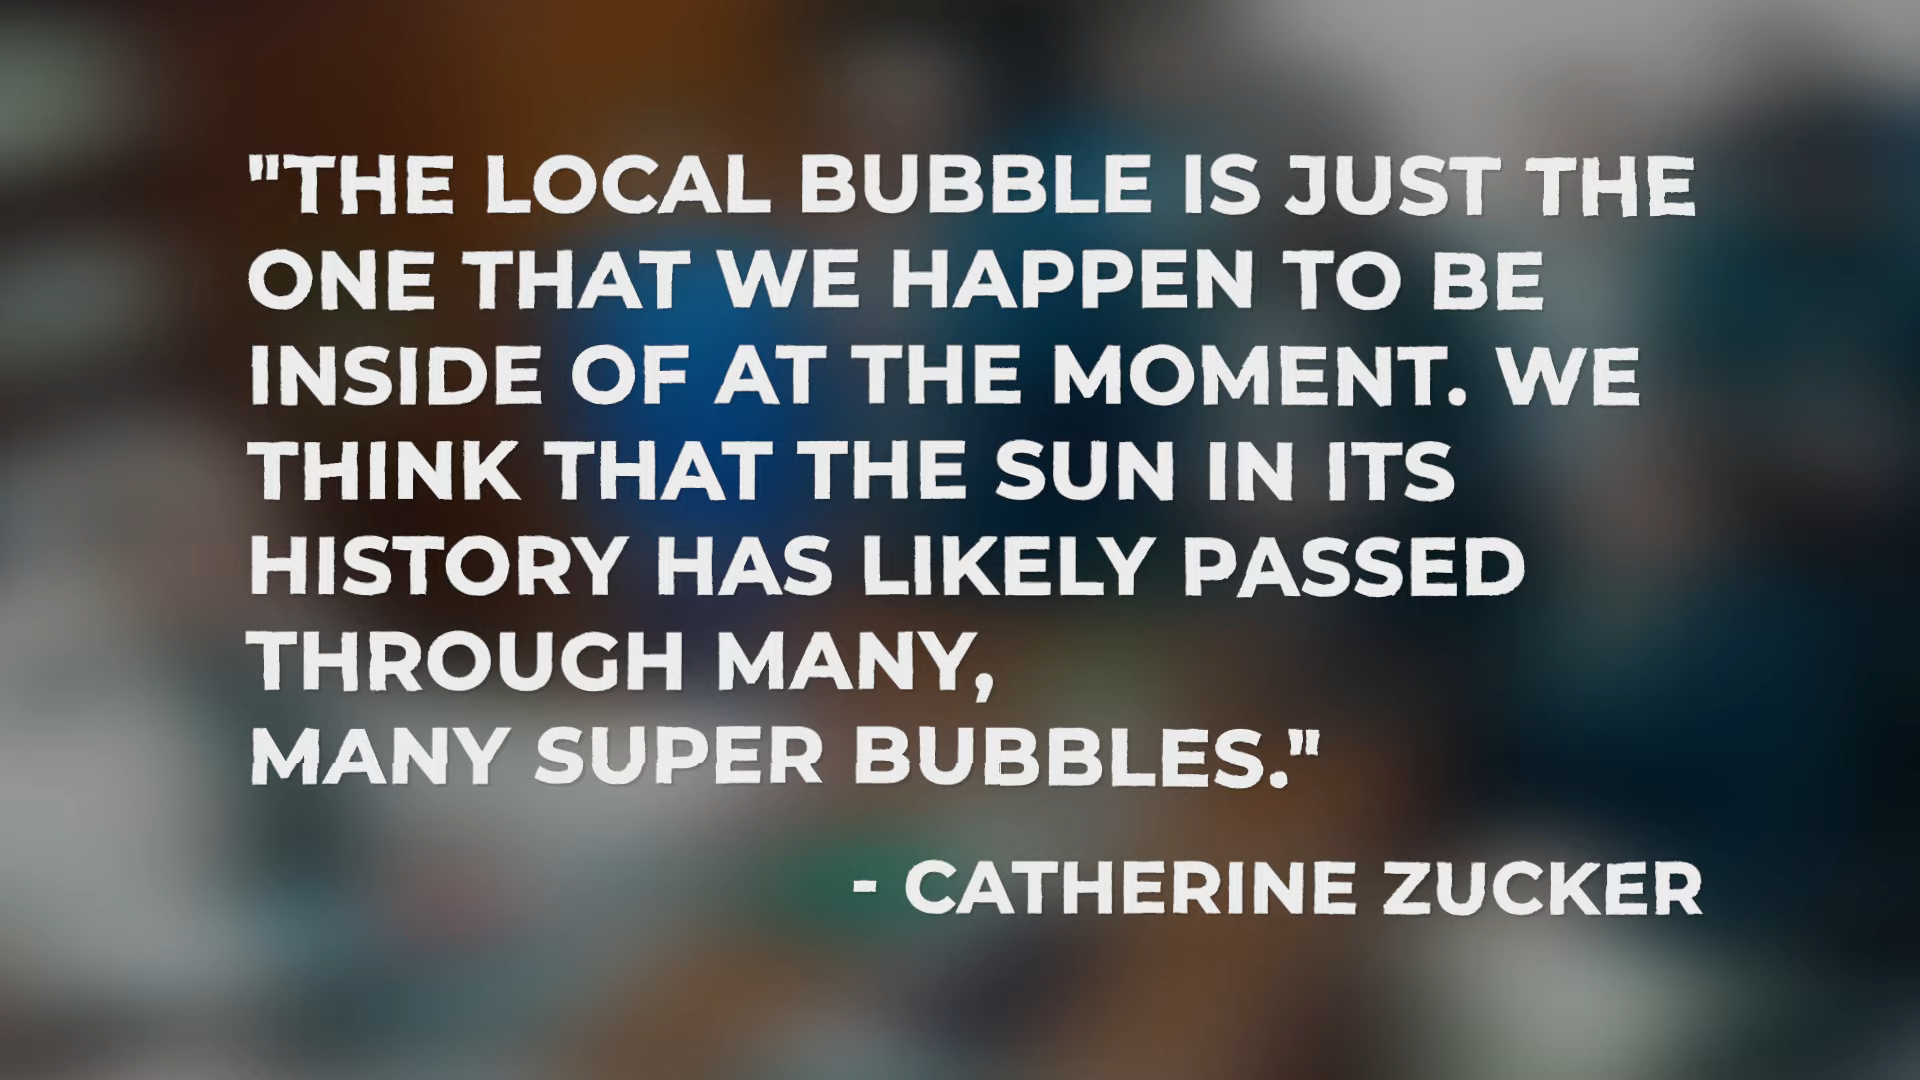 "THE LOCAL BUBBLE IS JUST THE
ONE THAT WE HAPPEN TO BE
INSIDE OF AT THE MOMENT. WE
THINK THAT THE SUN IN ITS
HISTORY HAS LIKELY PASSED
THROUGH MANY,
MANY SUPER BUBBLES."
- CATHERINE ZUCKER